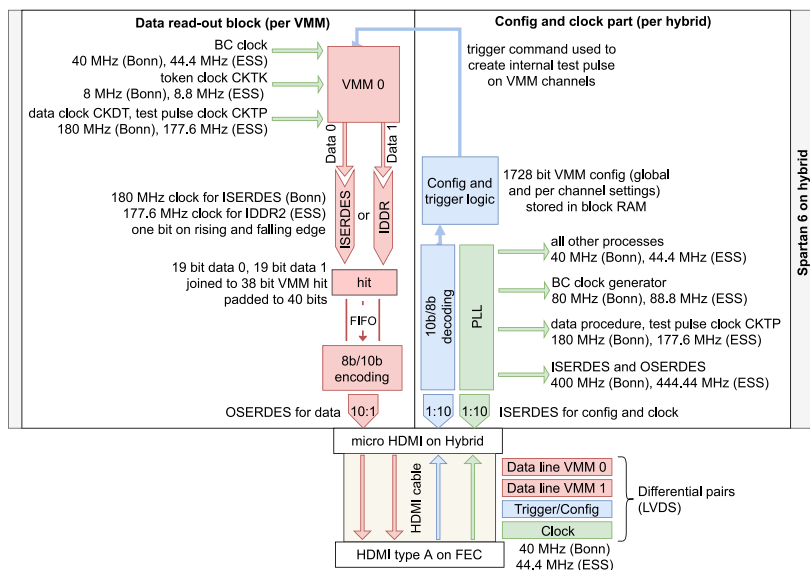 Data read-out block (per VMM)
BC clock
40 MHz (Bonn), 44.4 MHz (ESS)
token clock CKTK
8 MHz (Bonn), 8.8 MHz (ESS)
data clock CKDT, test pulse clock CKTP
180 MHz (Bonn), 177.6 MHz (ESS)
VMM 0
Data 0
Data 1
180 MHz clock for ISERDES (Bonn)
177.6 MHz clock for IDDR2 (ESS)
one bit on rising and falling edge
ISERDES
or
IDDR
19 bit data 0, 19 bit data 1
joined to 38 bit VMM hit
padded to 40 bits
hit
FIFO
8b/10b
encoding
OSERDES for data
10:1
Config and clock part (per hybrid)
trigger command used to
create internal test pulse
on VMM channels
Config and
trigger logic
1728 bit VMM config (global
and per channel settings)
stored in block RAM
10b/8b
decoding
PLL
all other processes
40 MHz (Bonn), 44.4 MHz (ESS)
BC clock generator
80 MHz (Bonn), 88.8 MHz (ESS)
data procedure, test pulse clock CKTP
180 MHz (Bonn), 177.6 MHz (ESS)
ISERDES and OSERDES
400 MHz (Bonn), 444.44 MHz (ESS)
1:10
1:10
ISERDES for config and clock
Spartan 6 on hybrid
micro HDMI on Hybrid
HDMI cable
HDMI type A on FEC
Data line VMM 0
Data line VMM 1
Trigger/Config
Clock
40 MHz (Bonn)
44.4 MHz (ESS)
Differential pairs
(LVDS)